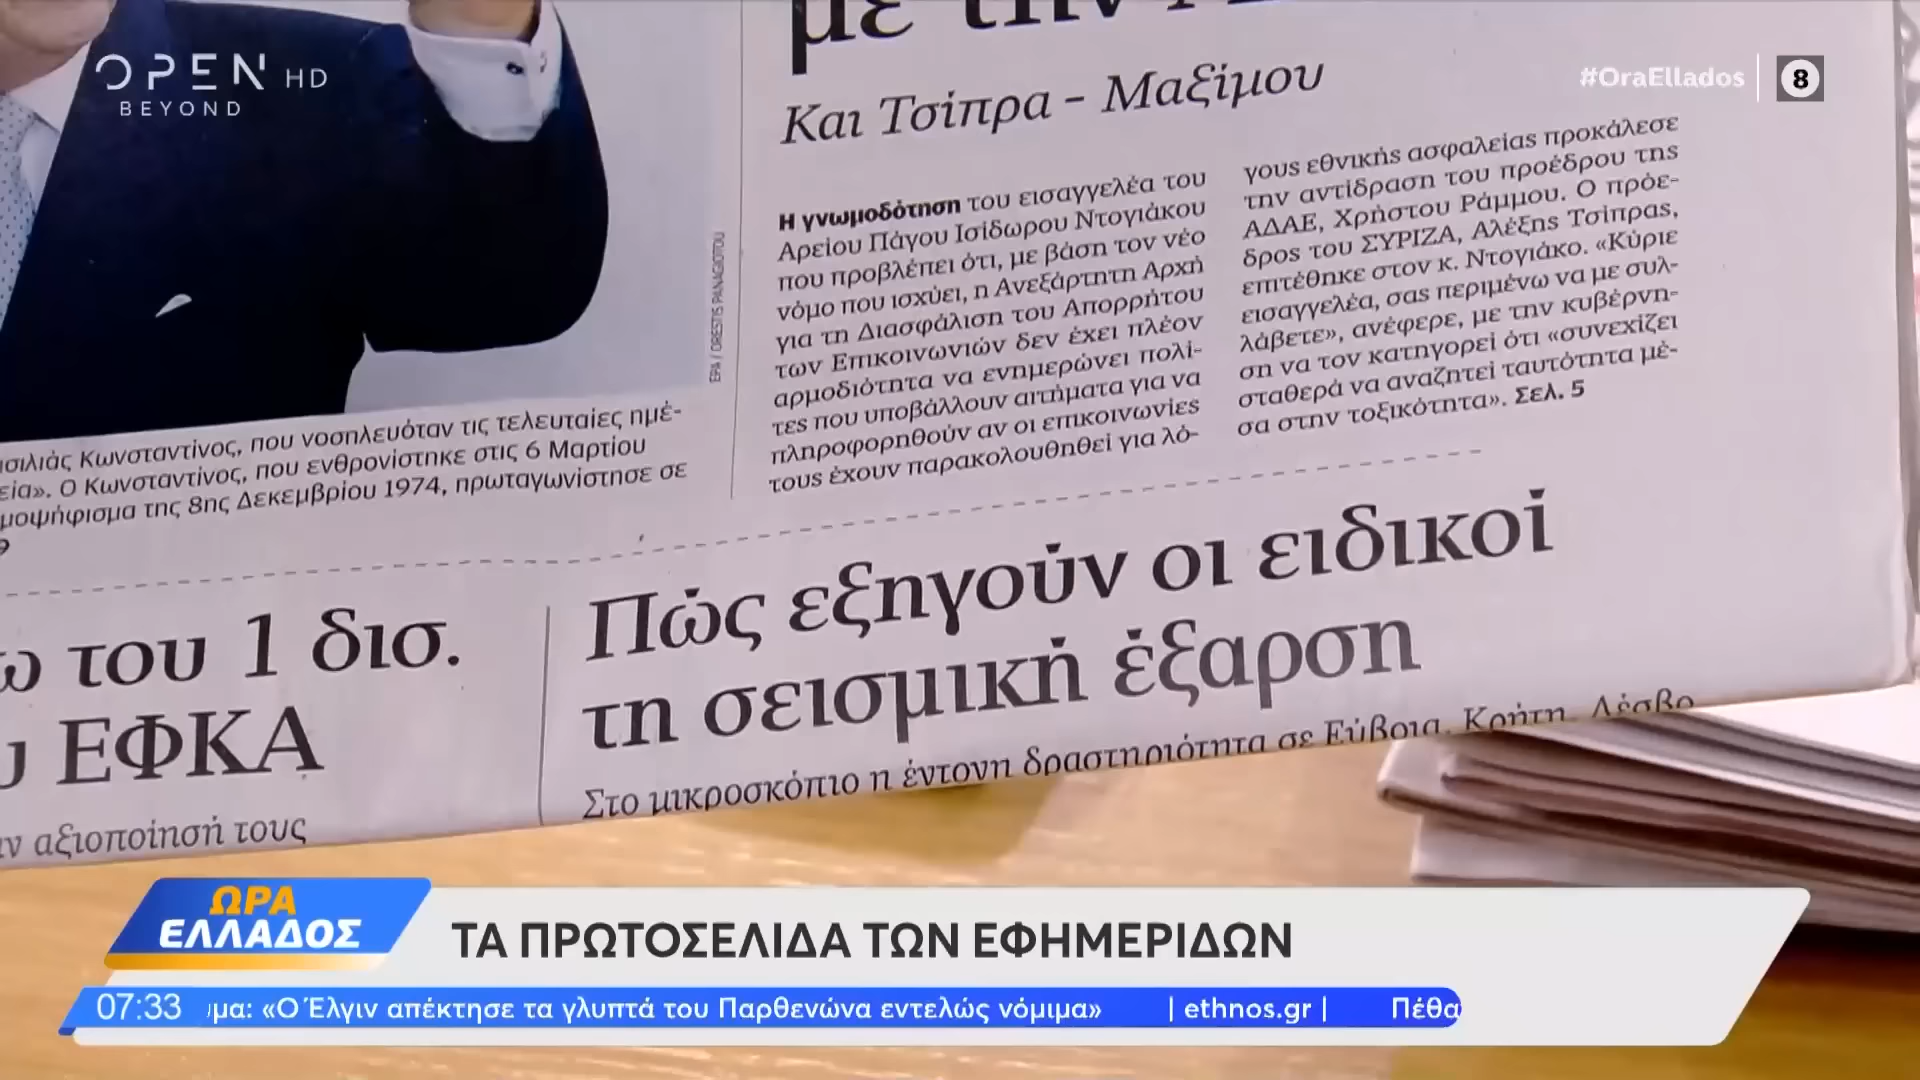 OPEN HD
BEYOND
#OraEllados
8
με την
Και Τσίπρα - Μαξίμου
Η γνωμοδότηση του εισαγγελέα του
Αρείου Πάγου Ισίδωρου Ντογιάκου
που προβλέπει ότι, με βάση τον νέο
νόμο που ισχύει, η Ανεξάρτητη Αρχή
για τη Διασφάλιση του Απορρήτου
των Επικοινωνιών δεν έχει πλέον
αρμοδιότητα να ενημερώνει πολί-
τες που υποβάλλουν αιτήματα για να
πληροφορηθούν αν οι επικοινωνίες
τους έχουν παρακολουθηθεί για λό-
γους εθνικής ασφαλείας προκάλεσε
την αντίδραση του προέδρου της
ΑΔΑΕ, Χρήστου Ράμμου. Ο πρόε-
δρος του ΣΥΡΙΖΑ, Αλέξης Τσίπρας,
επιτέθηκε στον κ. Ντογιάκο. «Κύριε
εισαγγελέα, σας περιμένω να με συλ-
λάβετε», ανέφερε, με την κυβέρνη-
ση να τον κατηγορεί ότι «συνεχίζει
σταθερά να αναζητεί ταυτότητα μέ-
σα στην τοξικότητα». Σελ. 5
EPA / ORESTIS PANAGIOTOU
σιλιάς Κωνσταντίνος, που νοσηλευόταν τις τελευταίες ημέ-
εία». Ο Κωνσταντίνος, που ενθρονίστηκε στις 6 Μαρτίου
μοψήφισμα της 8ης Δεκεμβρίου 1974, πρωταγωνίστησε σε
ω του 1 δισ.
υ ΕΦΚΑ
ν αξιοποίησή τους
Πώς εξηγούν οι ειδικοί
τη σεισμική έξαρση
Στο μικροσκόπιο η έντονη δραστηριότητα σε Εύβοια, Κρήτη, Λέσβο
ΩΡΑ
ΕΛΛΑΔΟΣ
ΤΑ ΠΡΩΤΟΣΕΛΙΔΑ ΤΩΝ ΕΦΗΜΕΡΙΔΩΝ
07:33 μα: «Ο Έλγιν απέκτησε τα γλυπτά του Παρθενώνα εντελώς νόμιμα» | ethnos.gr | Πέθα